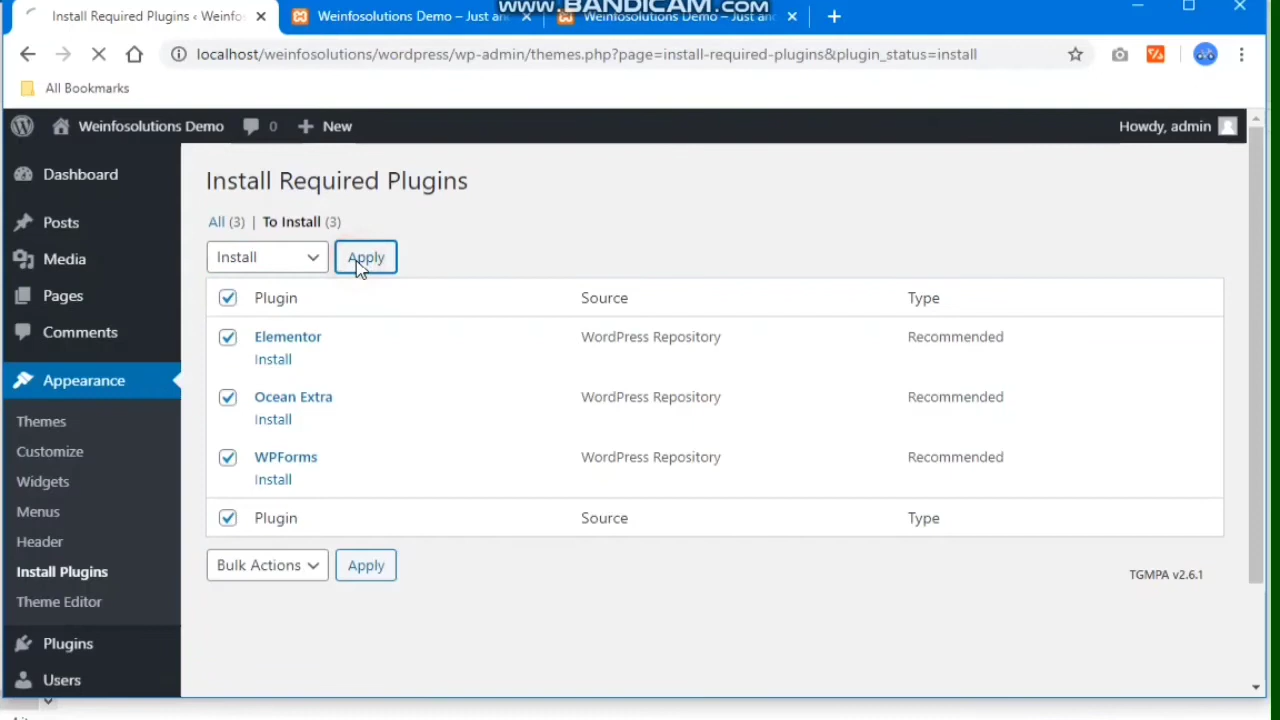 www.BANDICAM.com
Install Required Plugins ‹ Weinfo
Weinfosolutions Demo – Just an
Weinfosolutions Demo – Just an
localhost/weinfosolutions/wordpress/wp-admin/themes.php?page=install-required-plugins&plugin_status=install
All Bookmarks
Weinfosolutions Demo 0 + New Howdy, admin
Dashboard
Posts
Media
Pages
Comments
Appearance
Themes
Customize
Widgets
Menus
Header
Install Plugins
Theme Editor
Plugins
Users
Install Required Plugins
All (3) | To Install (3)
Install Apply
Plugin Source Type
Elementor WordPress Repository Recommended
Install
Ocean Extra WordPress Repository Recommended
Install
WPForms WordPress Repository Recommended
Install
Plugin Source Type
Bulk Actions Apply
TGMPA v2.6.1